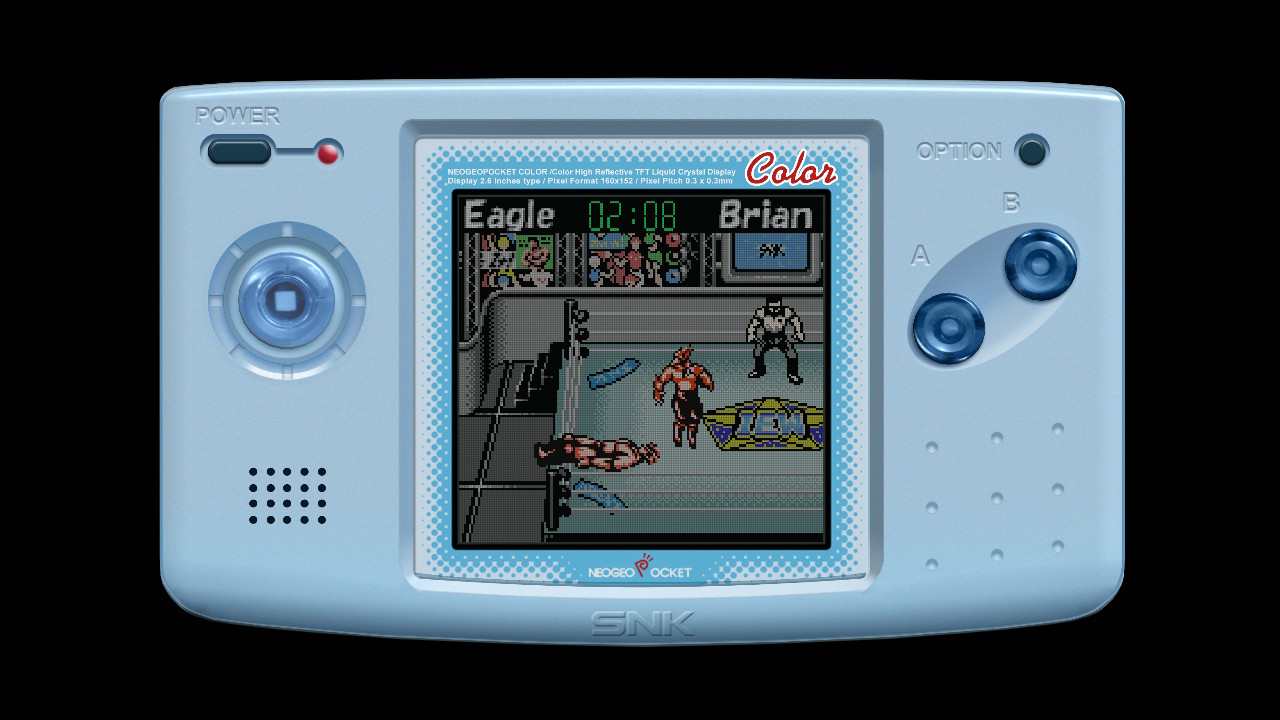 POWER
OPTION
B
A
NEOGEOPOCKET COLOR /Color High Reflective TFT Liquid Crystal Display
Display 2.6 inches type / Pixel Format 160x152 / Pixel Pitch 0.3 x 0.3mm
Color
Eagle 02:08 Brian
SNK
IEW
NEOGEO POCKET
SNK